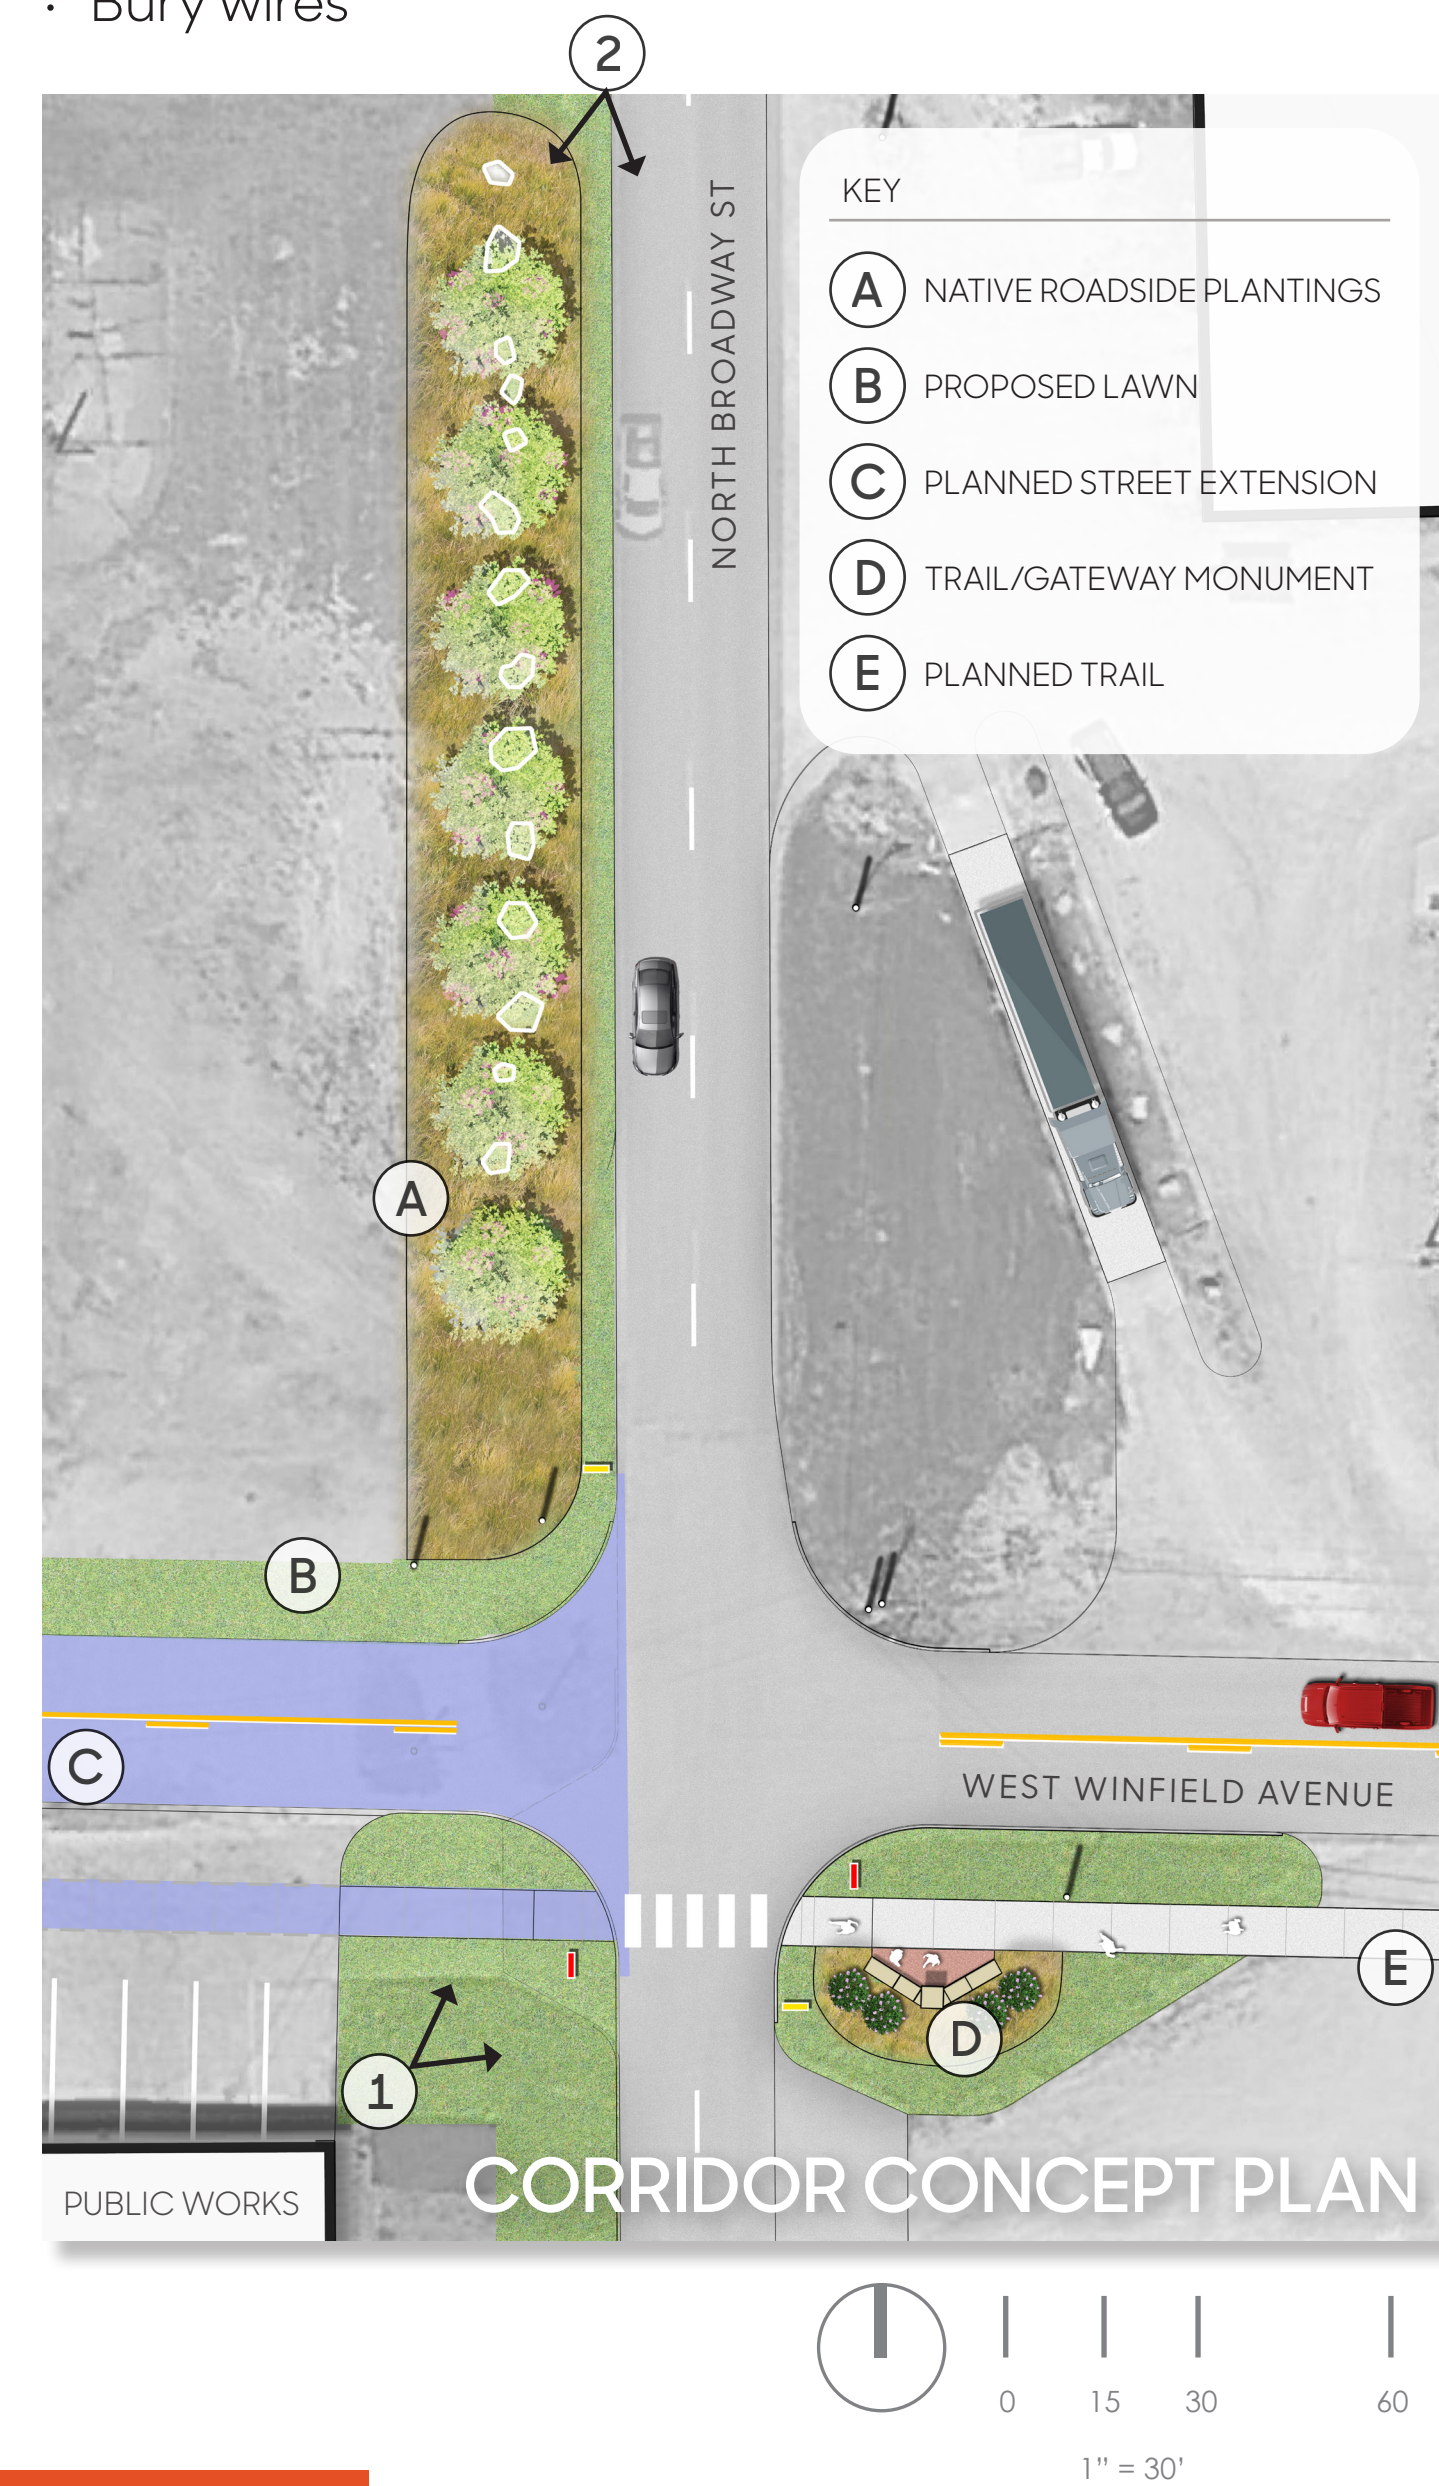 • Bury wires
2
KEY
A NATIVE ROADSIDE PLANTINGS
B PROPOSED LAWN
C PLANNED STREET EXTENSION
D TRAIL/GATEWAY MONUMENT
E PLANNED TRAIL
NORTH BROADWAY ST
A
B
C
WEST WINFIELD AVENUE
E
D
1
CORRIDOR CONCEPT PLAN
PUBLIC WORKS
0 15 30 60
1” = 30’